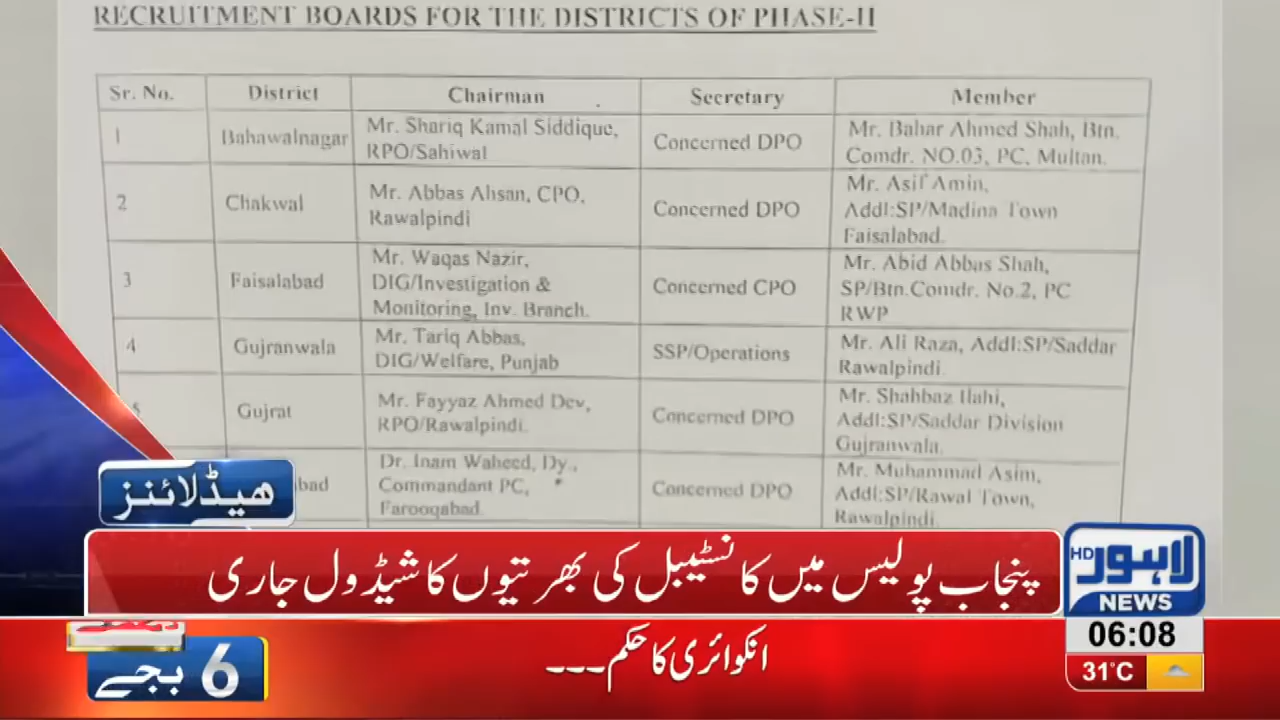 RECRUITMENT BOARDS FOR THE DISTRICTS OF PHASE-II
Sr. No. District Chairman Secretary Member
1 Bahawalnagar Mr. Shariq Kamal Siddique, RPO/Sahiwal Concerned DPO Mr. Bahar Ahmed Shah, Btn. Comdr. NO.03, PC, Multan.
2 Chakwal Mr. Abbas Ahsan, CPO, Rawalpindi Concerned DPO Mr. Asif Amin, Addl:SP/Madina Town Faisalabad.
3 Faisalabad Mr. Waqas Nazir, DIG/Investigation & Monitoring, Inv. Branch. Concerned CPO Mr. Abid Abbas Shah, SP/Btn.Comdr. No.2, PC RWP
4 Gujranwala Mr. Tariq Abbas, DIG/Welfare, Punjab SSP/Operations Mr. Ali Raza, Addl:SP/Saddar Rawalpindi
5 Gujrat Mr. Fayyaz Ahmed Dev, RPO/Rawalpindi. Concerned DPO Mr. Shahbaz Ilahi, Addl:SP/Saddar Division Gujranwala.
Dr. Inam Waheed, Dy., Commandant PC, Farooqabad. Concerned DPO Mr. Muhammad Asim, Addl:SP/Rawal Town, Rawalpindi.
ہیڈلائنز
پنجاب پولیس میں کانسٹیبل کی بھرتیوں کا شیڈول جاری
لاہور HD
NEWS
06:08
31°C
انکوائری کا حکم ---
6 بجے